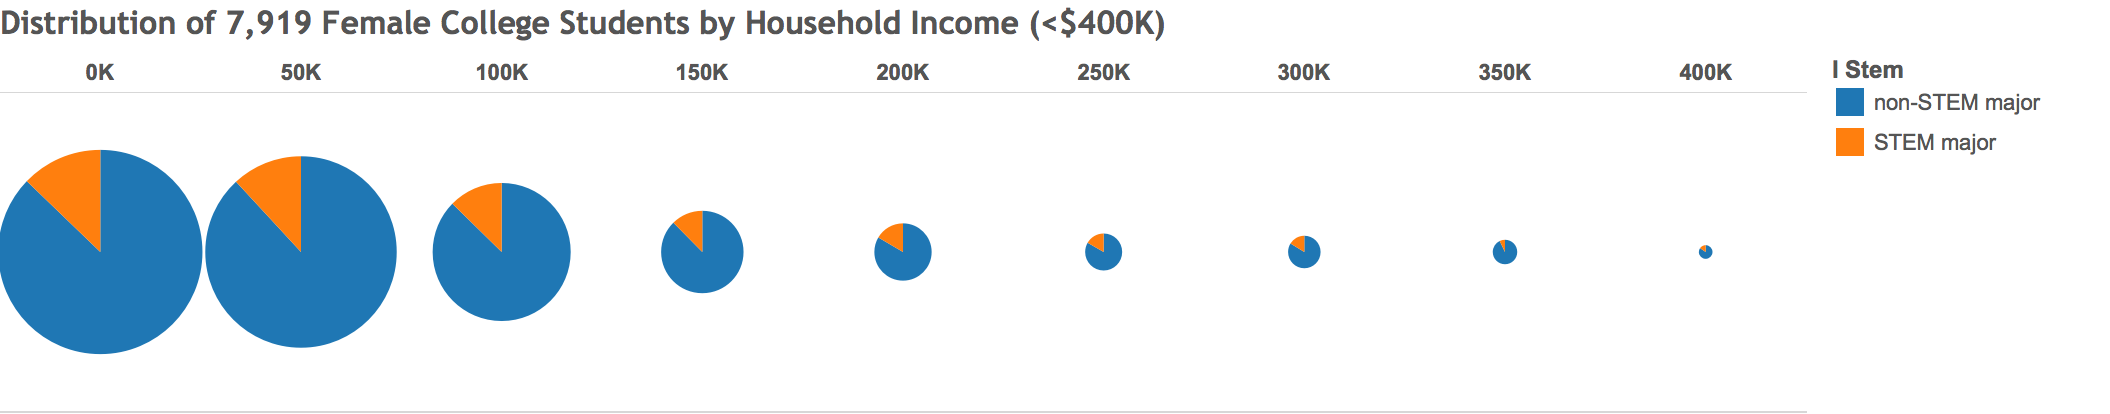 Distribution of 7,919 Female College Students by Household Income (<$400K)
0K 50K 100K 150K 200K 250K 300K 350K 400K
I Stem
non-STEM major
STEM major